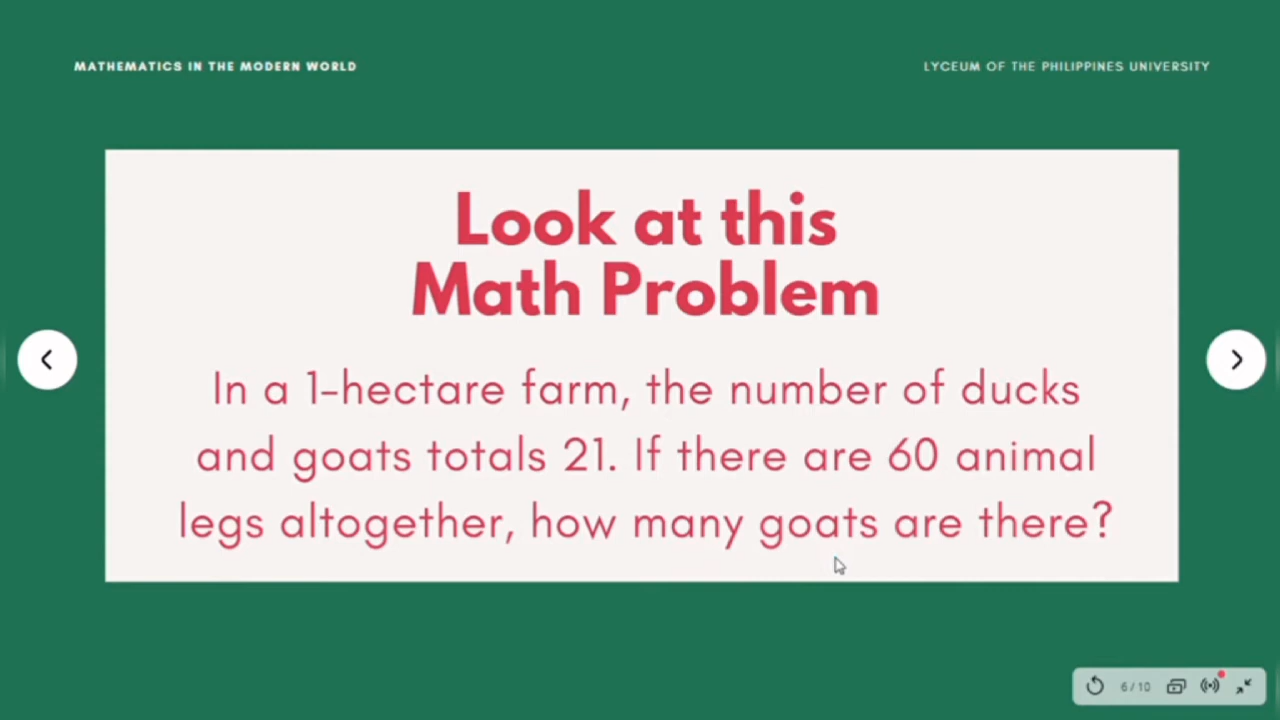 MATHEMATICS IN THE MODERN WORLD
LYCEUM OF THE PHILIPPINES UNIVERSITY
Look at this
Math Problem
In a 1-hectare farm, the number of ducks
and goats totals 21. If there are 60 animal
legs altogether, how many goats are there?
6/10